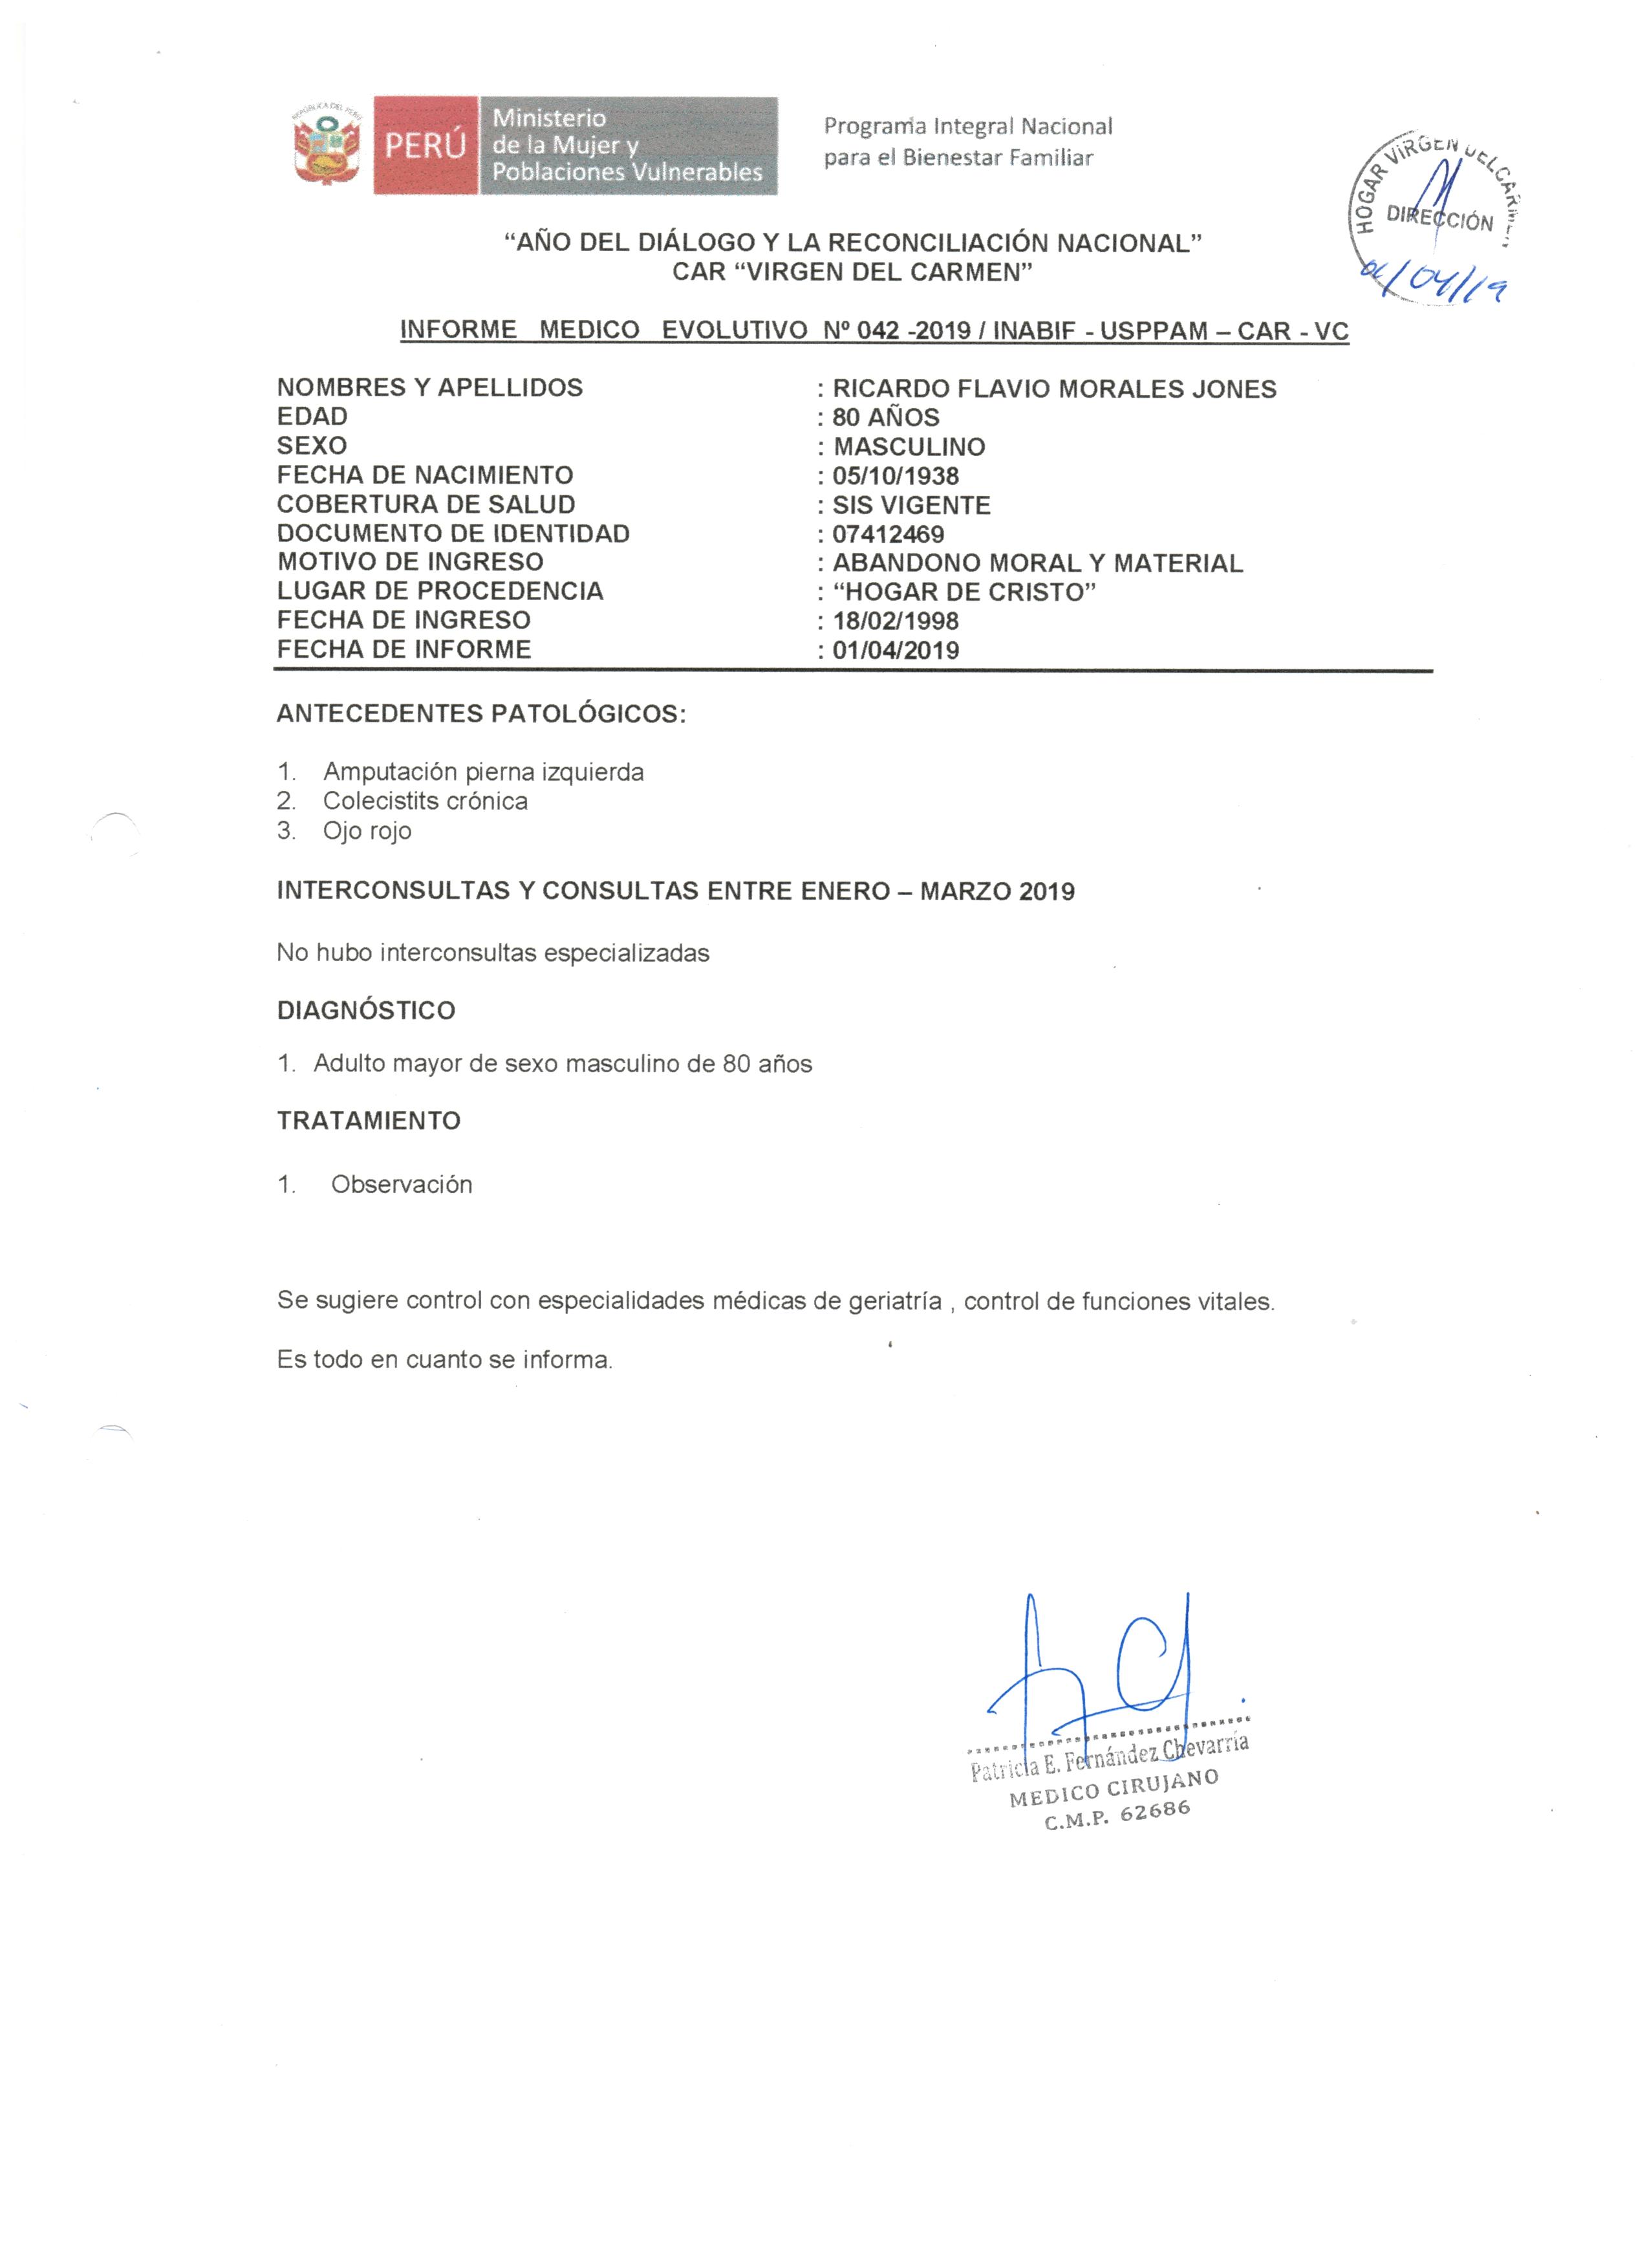 REPÚBLICA DEL PERÚ
PERÚ
Ministerio
de la Mujer y
Poblaciones Vulnerables
Programa Integral Nacional
para el Bienestar Familiar
HOGAR VIRGEN DEL CARMEN
DIRECCIÓN
/04/19
“AÑO DEL DIÁLOGO Y LA RECONCILIACIÓN NACIONAL”
CAR “VIRGEN DEL CARMEN”
INFORME MEDICO EVOLUTIVO Nº 042 -2019 / INABIF - USPPAM – CAR - VC
NOMBRES Y APELLIDOS : RICARDO FLAVIO MORALES JONES
EDAD : 80 AÑOS
SEXO : MASCULINO
FECHA DE NACIMIENTO : 05/10/1938
COBERTURA DE SALUD : SIS VIGENTE
DOCUMENTO DE IDENTIDAD : 07412469
MOTIVO DE INGRESO : ABANDONO MORAL Y MATERIAL
LUGAR DE PROCEDENCIA : “HOGAR DE CRISTO”
FECHA DE INGRESO : 18/02/1998
FECHA DE INFORME : 01/04/2019
ANTECEDENTES PATOLÓGICOS:
1. Amputación pierna izquierda
2. Colecistits crónica
3. Ojo rojo
INTERCONSULTAS Y CONSULTAS ENTRE ENERO – MARZO 2019
No hubo interconsultas especializadas
DIAGNÓSTICO
1. Adulto mayor de sexo masculino de 80 años
TRATAMIENTO
1. Observación
Se sugiere control con especialidades médicas de geriatría , control de funciones vitales.
Es todo en cuanto se informa.
Patricia E. Fernández Chevarría
MEDICO CIRUJANO
C.M.P. 62686